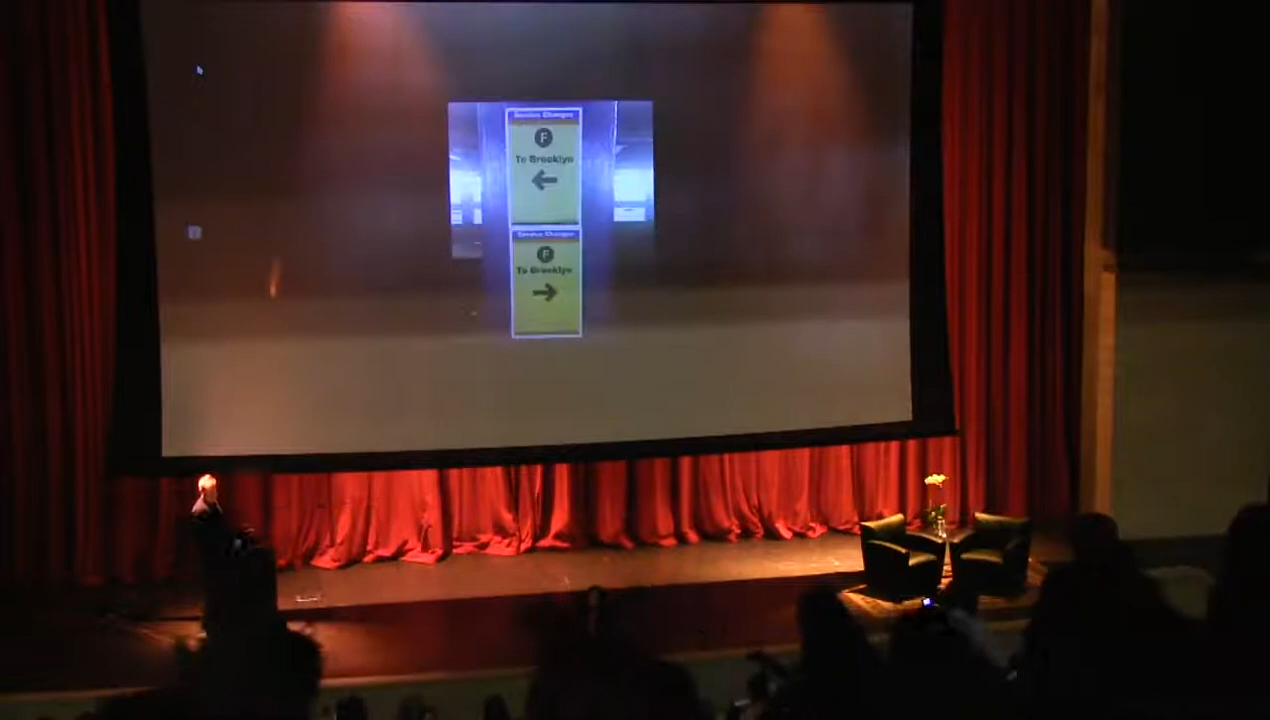 Service Changes
F
To Brooklyn
←
Service Changes
F
To Brooklyn
→